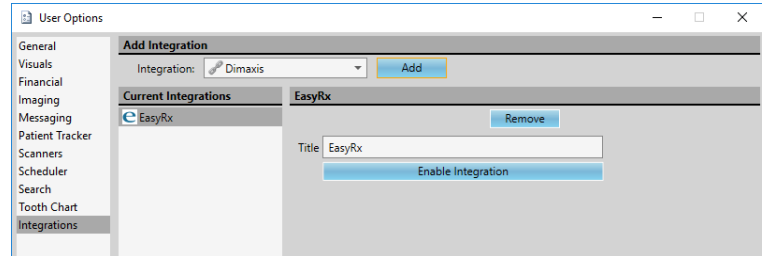 User Options
General
Visuals
Financial
Imaging
Messaging
Patient Tracker
Scanners
Scheduler
Search
Tooth Chart
Integrations
Add Integration
Integration: Dimaxis Add
Current Integrations
EasyRx
EasyRx
Remove
Title EasyRx
Enable Integration